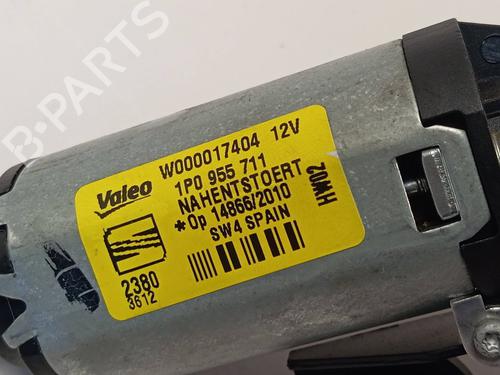 Valeo
W000017404 12V
1P0 955 711
NAHENTSTOERT
*Op 14866/2010
SW4 SPAIN
HW02
2380
3612
B-PARTS